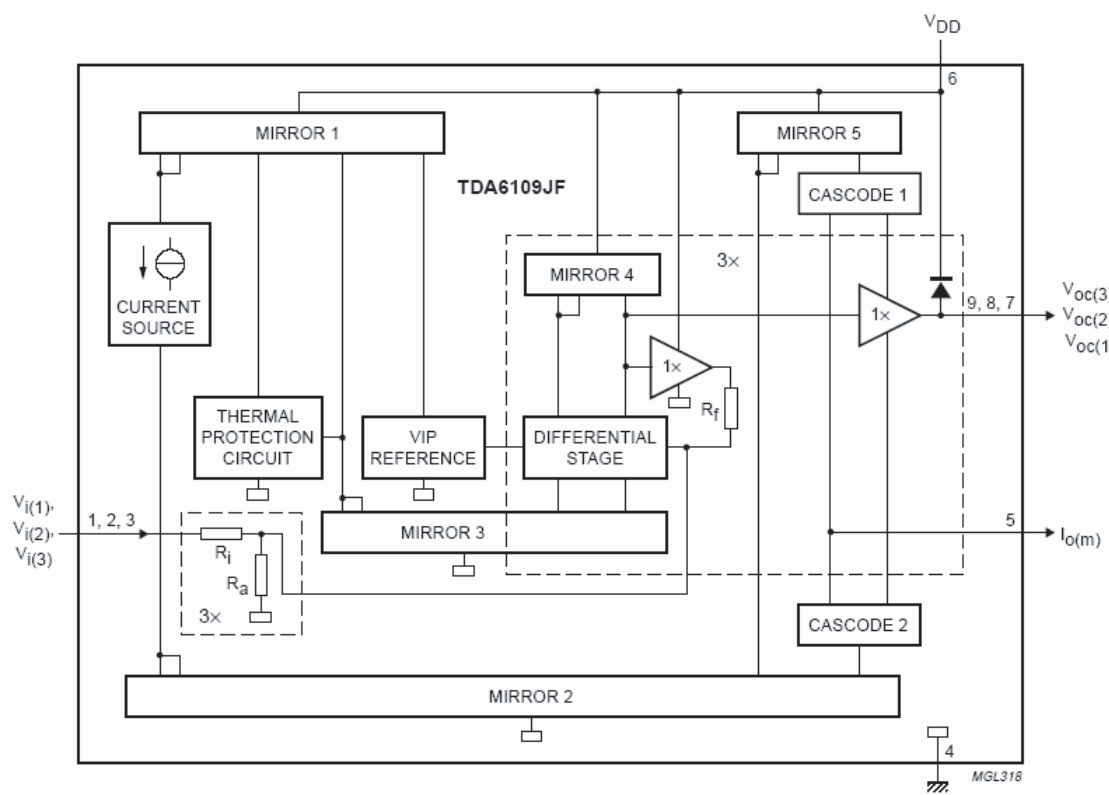 VDD
6
MIRROR 1
MIRROR 5
TDA6109JF
CASCODE 1
3×
MIRROR 4
CURRENT
SOURCE
1×
9, 8, 7
Voc(3)
Voc(2)
Voc(1
1×
Rf
THERMAL
PROTECTION
CIRCUIT
VIP
REFERENCE
DIFFERENTIAL
STAGE
Vi(1),
Vi(2),
Vi(3)
1, 2, 3
MIRROR 3
5
Io(m)
Ri
Ra
3×
CASCODE 2
MIRROR 2
4
MGL318